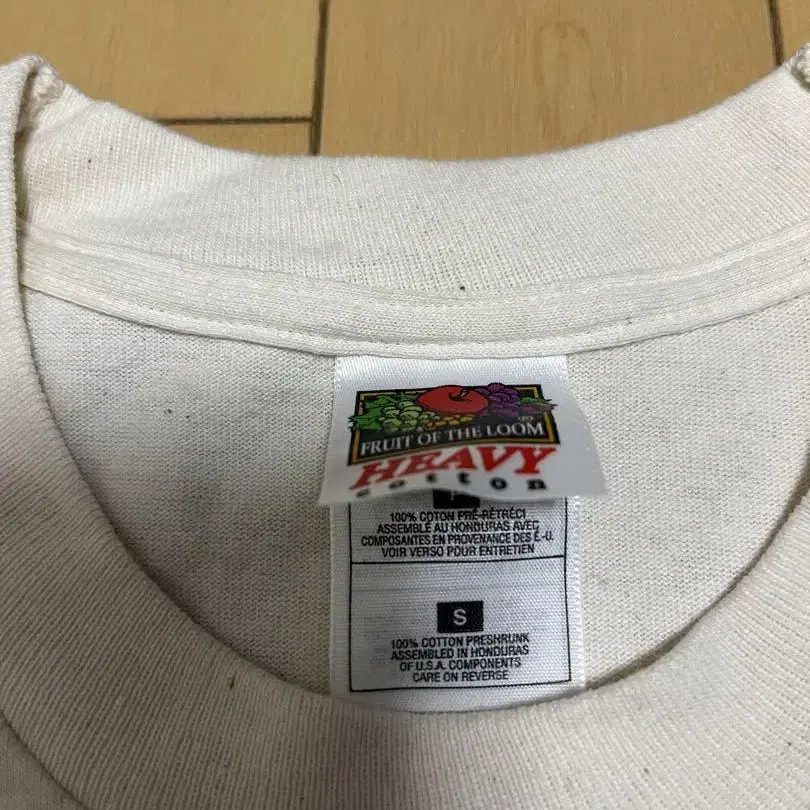 FRUIT OF THE LOOM
HEAVY
cotton
100% COTON PRÉ-RÉTRÉCI
ASSEMBLÉ AU HONDURAS AVEC
COMPOSANTES EN PROVENANCE DES É.-U.
VOIR VERSO POUR ENTRETIEN
S
100% COTTON PRESHRUNK
ASSEMBLED IN HONDURAS
OF U.S.A. COMPONENTS
CARE ON REVERSE